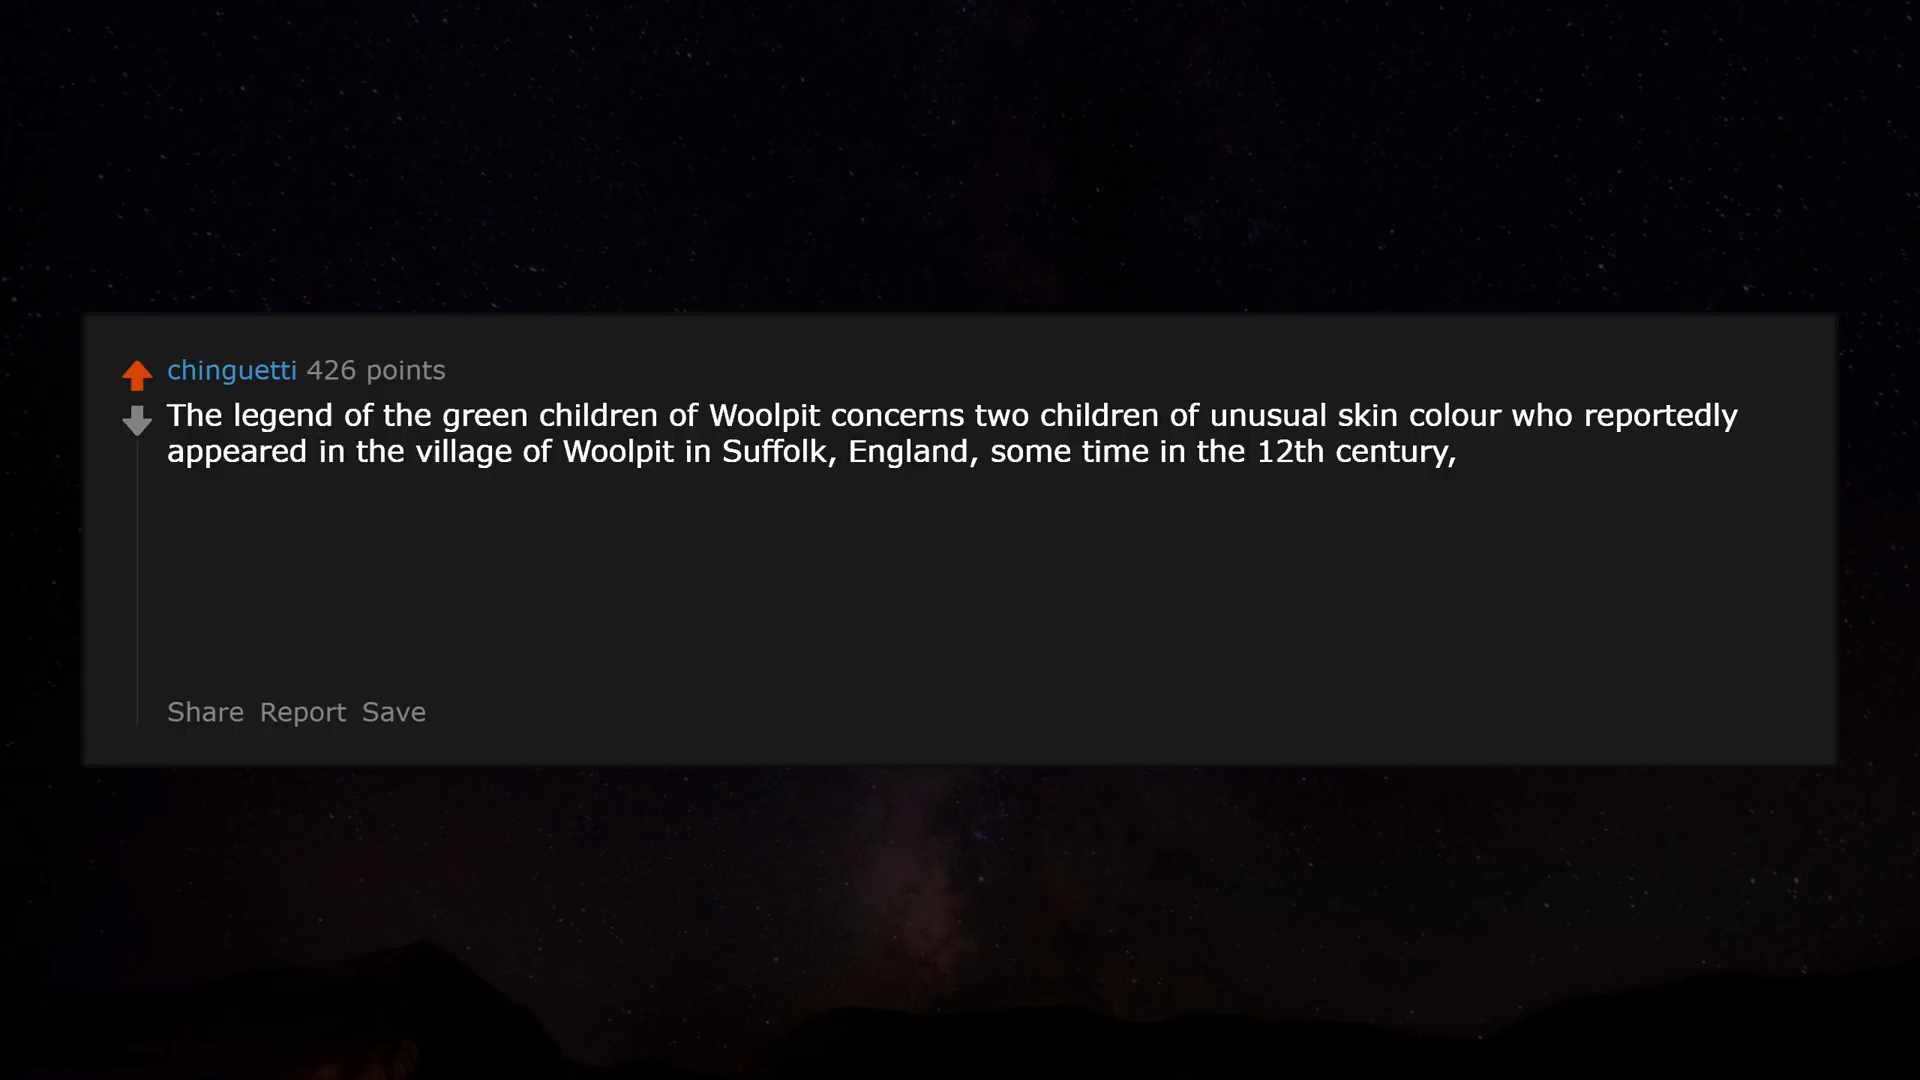 chinguetti 426 points
The legend of the green children of Woolpit concerns two children of unusual skin colour who reportedly
appeared in the village of Woolpit in Suffolk, England, some time in the 12th century,
Share Report Save